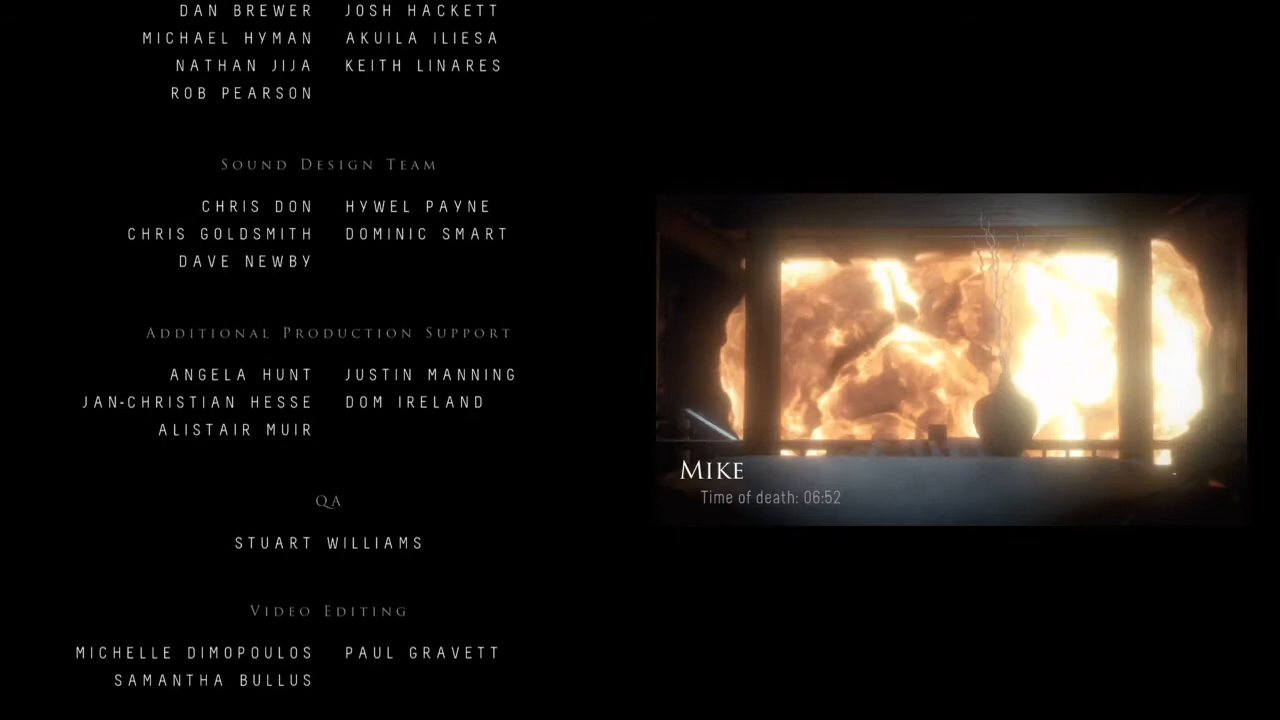 DAN BREWER JOSH HACKETT
MICHAEL HYMAN AKUILA ILIESA
NATHAN JIJA KEITH LINARES
ROB PEARSON
SOUND DESIGN TEAM
CHRIS DON HYWEL PAYNE
CHRIS GOLDSMITH DOMINIC SMART
DAVE NEWBY
ADDITIONAL PRODUCTION SUPPORT
ANGELA HUNT JUSTIN MANNING
JAN-CHRISTIAN HESSE DOM IRELAND
ALISTAIR MUIR
QA
STUART WILLIAMS
VIDEO EDITING
MICHELLE DIMOPOULOS PAUL GRAVETT
SAMANTHA BULLUS
MIKE
Time of death: 06:52